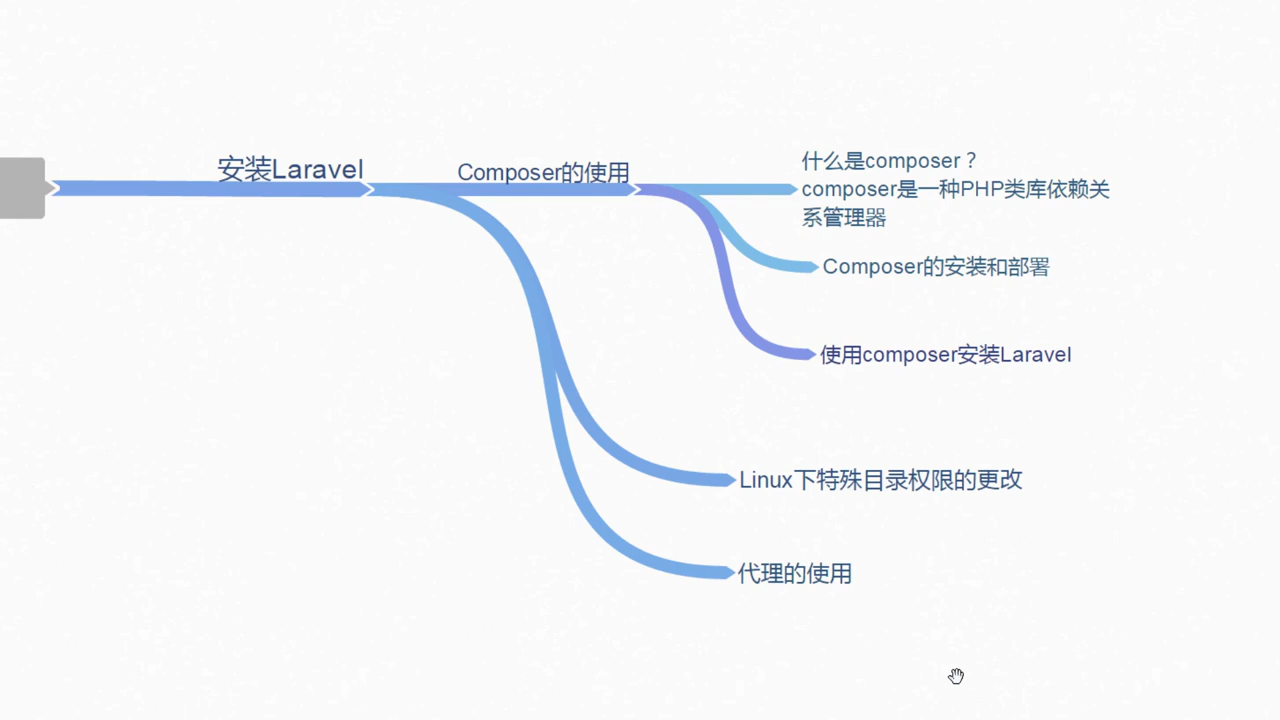 安装Laravel
Composer的使用
什么是composer？
composer是一种PHP类库依赖关
系管理器
Composer的安装和部署
使用composer安装Laravel
Linux下特殊目录权限的更改
代理的使用